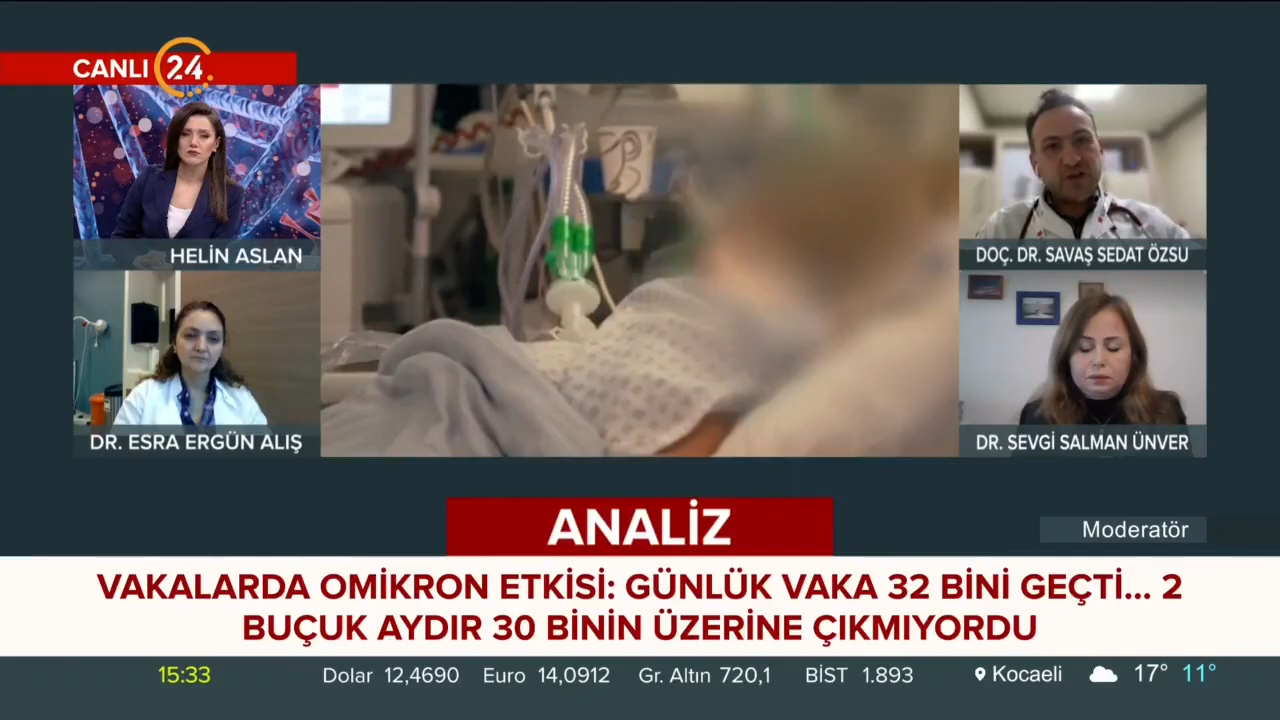 CANLI 24
HELİN ASLAN
DOÇ. DR. SAVAŞ SEDAT ÖZSU
DR. ESRA ERGÜN ALIŞ
DR. SEVGİ SALMAN ÜNVER
ANALİZ
Moderatör
VAKALARDA OMİKRON ETKİSİ: GÜNLÜK VAKA 32 BİNİ GEÇTİ... 2
BUÇUK AYDIR 30 BİNİN ÜZERİNE ÇIKMIYORDU
15:33 Dolar 12,4690 Euro 14,0912 Gr. Altın 720,1 BİST 1.893 Kocaeli 17° 11°